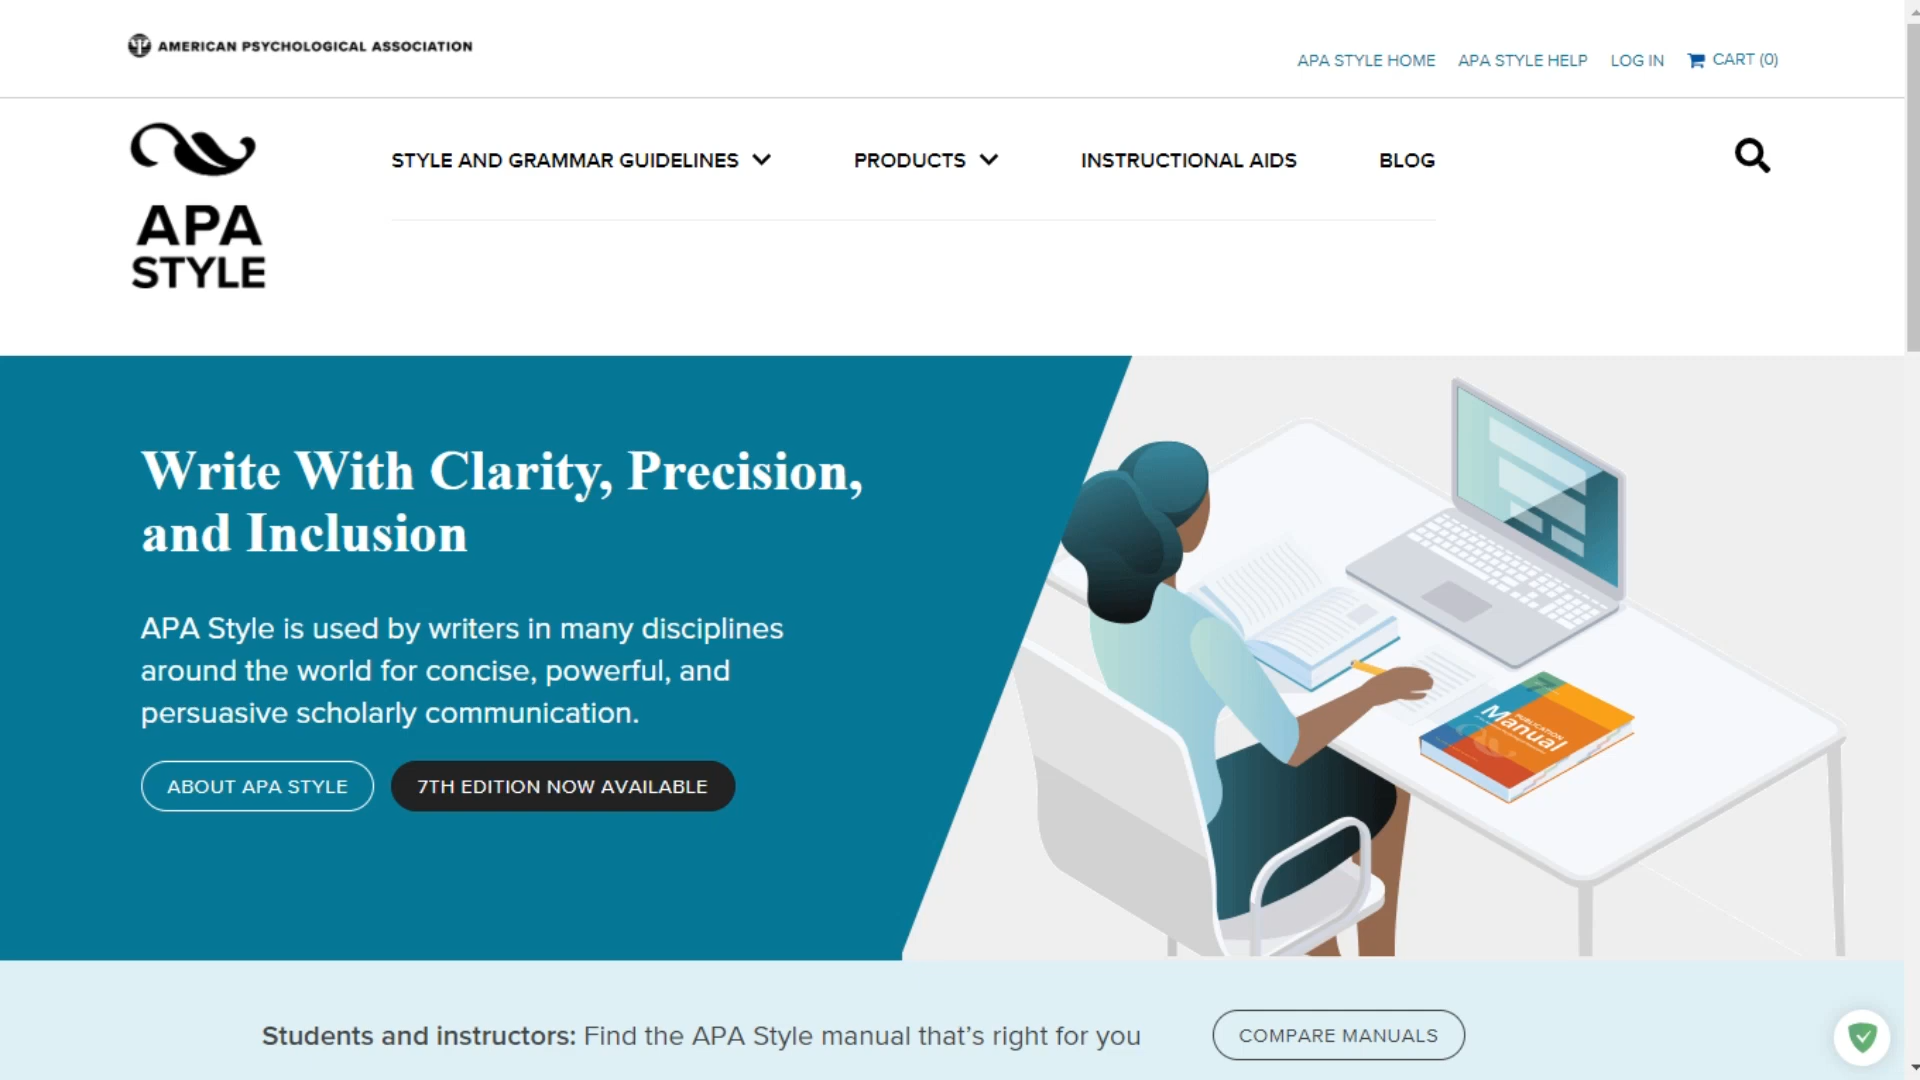 AMERICAN PSYCHOLOGICAL ASSOCIATION
APA STYLE HOME
APA STYLE HELP
LOG IN
CART (0)
APA
STYLE
STYLE AND GRAMMAR GUIDELINES
PRODUCTS
INSTRUCTIONAL AIDS
BLOG
Write With Clarity, Precision,
and Inclusion
APA Style is used by writers in many disciplines
around the world for concise, powerful, and
persuasive scholarly communication.
ABOUT APA STYLE
7TH EDITION NOW AVAILABLE
PUBLICATION
Manual
Students and instructors: Find the APA Style manual that’s right for you
COMPARE MANUALS